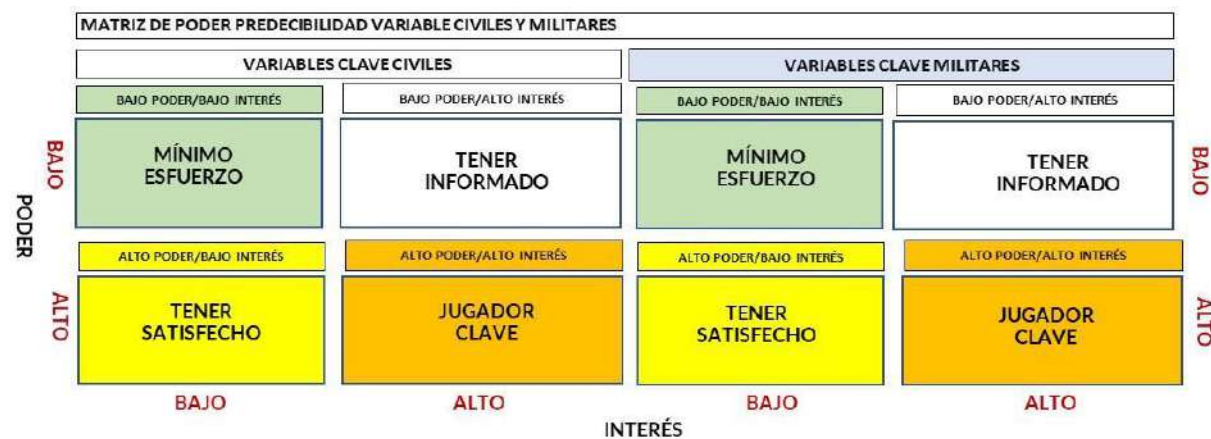 MATRIZ DE PODER PREDECIBILIDAD VARIABLE CIVILES Y MILITARES
VARIABLES CLAVE CIVILES
VARIABLES CLAVE MILITARES
BAJO PODER/BAJO INTERÉS
BAJO PODER/ALTO INTERÉS
BAJO PODER/BAJO INTERÉS
BAJO PODER/ALTO INTERÉS
PODER
BAJO
MÍNIMO
ESFUERZO
TENER
INFORMADO
MÍNIMO
ESFUERZO
TENER
INFORMADO
BAJO
ALTO PODER/BAJO INTERÉS
ALTO PODER/ALTO INTERÉS
ALTO PODER/BAJO INTERÉS
ALTO PODER/ALTO INTERÉS
ALTO
TENER
SATISFECHO
JUGADOR
CLAVE
TENER
SATISFECHO
JUGADOR
CLAVE
ALTO
BAJO
ALTO
BAJO
ALTO
INTERÉS